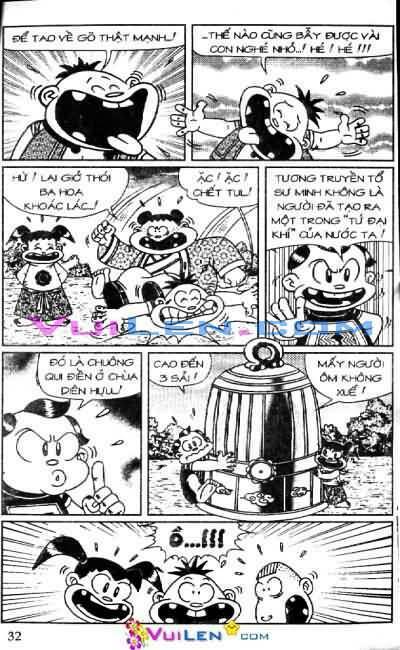 ĐỂ TAO VỀ GÕ THẬT MẠNH..!
..THẾ NÀO CŨNG BẪY ĐƯỢC VÀI
CON NGHÉ NHỎ...! HÉ ! HÉ !!!
HỪ ! LẠI GIỞ THÓI
BA HOA
KHOÁC LÁC...!
ẶC ! ẶC !
CHẾT TUI..!
TƯƠNG TRUYỀN TỔ
SƯ MINH KHÔNG LÀ
NGƯỜI ĐÃ TẠO RA
MỘT TRONG "TỨ ĐẠI
KHÍ" CỦA NƯỚC TA !
VUILEN.COM
ĐÓ LÀ CHUÔNG
QUI ĐIỀN Ở CHÙA
DIÊN HỰU...
CAO ĐẾN
3 SẢI !
MẤY NGƯỜI
ÔM KHÔNG
XUỂ !
Ồ...!!!
32
VUILEN.COM